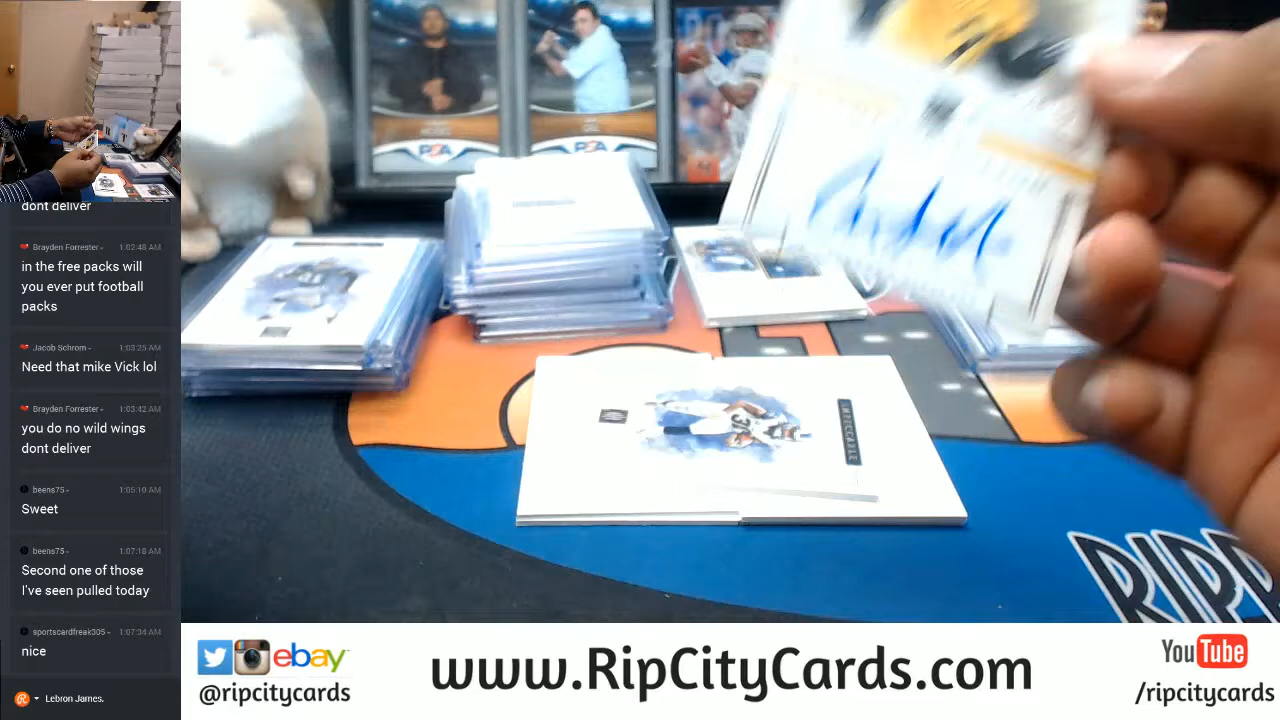 dont deliver
Brayden Forrester 1:02:48 AM
in the free packs will
you ever put football
packs
Jacob Schrom 1:03:25 AM
Need that mike Vick lol
Brayden Forrester 1:03:42 AM
you do no wild wings
dont deliver
beens75 1:05:10 AM
Sweet
beens75 1:07:18 AM
Second one of those
I've seen pulled today
sportscardfreak305 1:07:34 AM
nice
Lebron James.
IMPECCABLE
RIPP
ebay
@ripcitycards
www.RipCityCards.com
YouTube
/ripcitycards